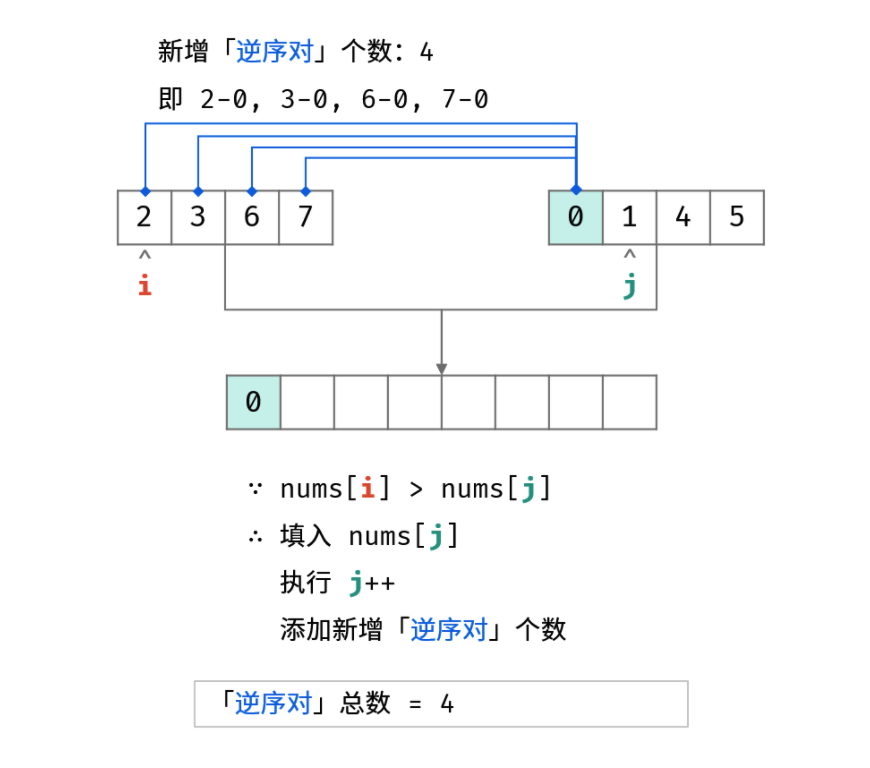 新增「逆序对」个数：4
即 2-0, 3-0, 6-0, 7-0
2 3 6 7 0 1 4 5
^ ^
i j
0
∵ nums[i] > nums[j]
∴ 填入 nums[j]
执行 j++
添加新增「逆序对」个数
「逆序对」总数 = 4